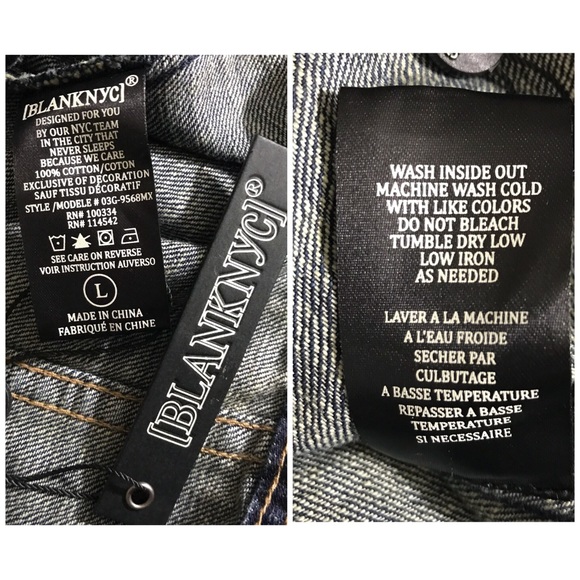 [BLANKNYC]®
DESIGNED FOR YOU
BY OUR NYC TEAM
IN THE CITY THAT
NEVER SLEEPS
BECAUSE WE CARE
100% COTTON/COTON
EXCLUSIVE OF DECORATION
SAUF TISSU DÉCORATIF
STYLE /MODELE # 03G-9568MX
RN# 100334
RN# 114542
SEE CARE ON REVERSE
VOIR INSTRUCTION AUVERSO
L
MADE IN CHINA
FABRIQUÉ EN CHINE
[BLANKNYC]®
WASH INSIDE OUT
MACHINE WASH COLD
WITH LIKE COLORS
DO NOT BLEACH
TUMBLE DRY LOW
LOW IRON
AS NEEDED
LAVER A LA MACHINE
A L'EAU FROIDE
SECHER PAR
CULBUTAGE
A BASSE TEMPERATURE
REPASSER A BASSE
TEMPERATURE
SI NECESSAIRE